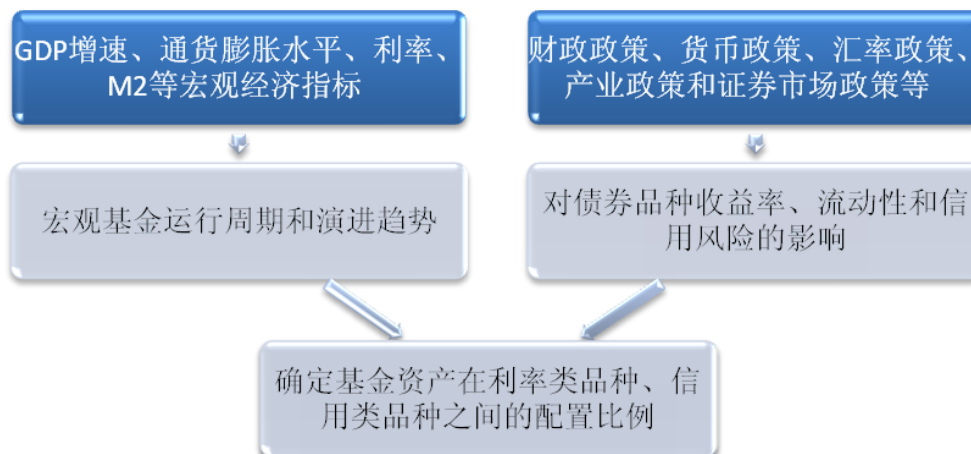 GDP增速、通货膨胀水平、利率、
M2等宏观经济指标
财政政策、货币政策、汇率政策、
产业政策和证券市场政策等
宏观基金运行周期和演进趋势
对债券品种收益率、流动性和信
用风险的影响
确定基金资产在利率类品种、信
用类品种之间的配置比例